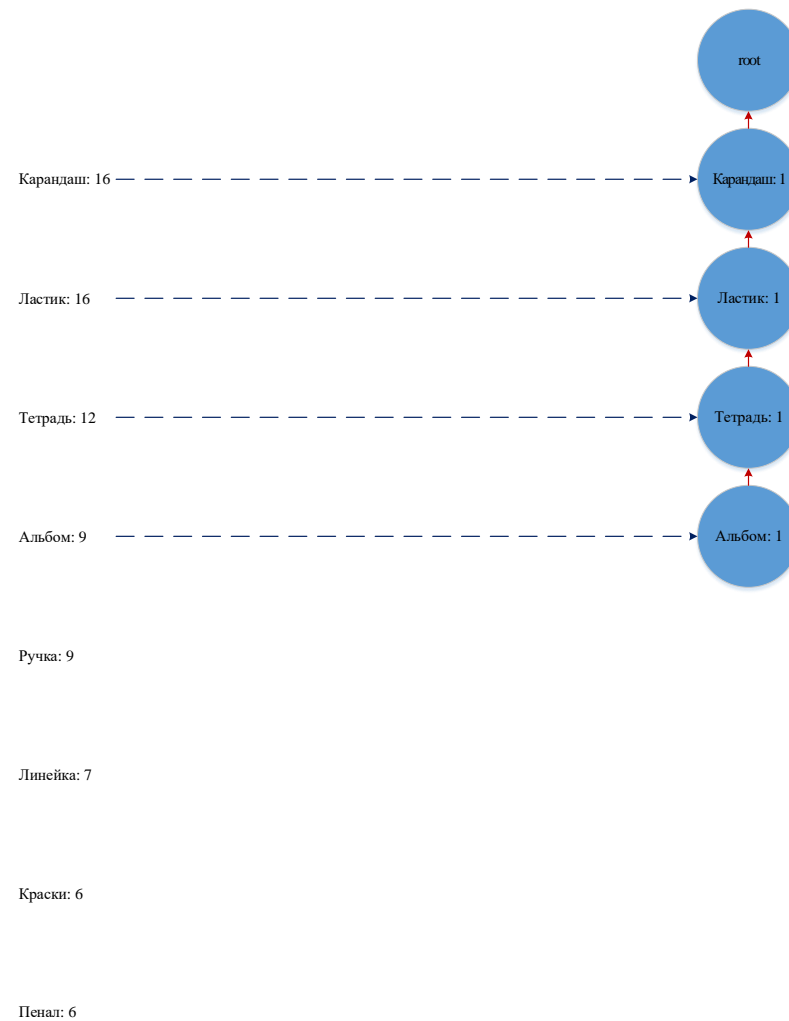 root
Карандаш: 16
Карандаш: 1
Ластик: 16
Ластик: 1
Тетрадь: 12
Тетрадь: 1
Альбом: 9
Альбом: 1
Ручка: 9
Линейка: 7
Краски: 6
Пенал: 6